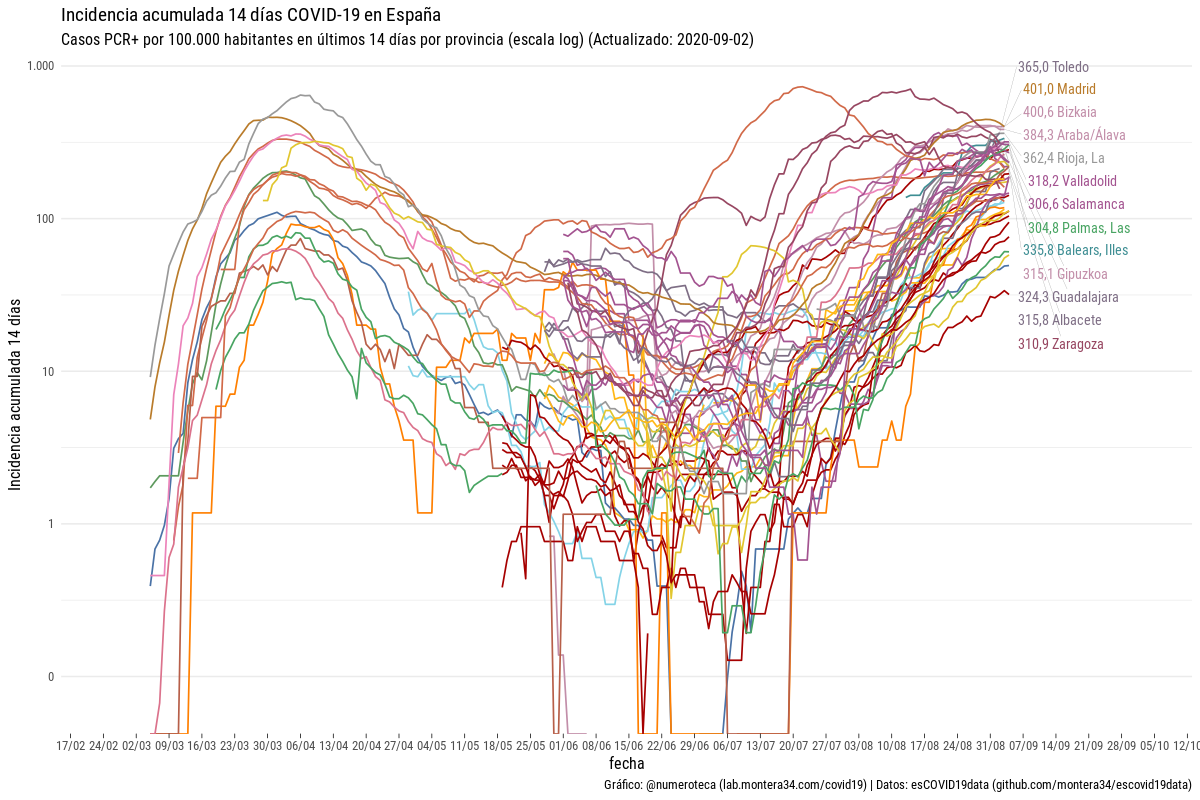 Incidencia acumulada 14 días COVID-19 en España
Casos PCR+ por 100.000 habitantes en últimos 14 días por provincia (escala log) (Actualizado: 2020-09-02)
Incidencia acumulada 14 días
1.000
100
10
1
0
365,0 Toledo
401,0 Madrid
400,6 Bizkaia
384,3 Araba/Álava
362,4 Rioja, La
318,2 Valladolid
306,6 Salamanca
304,8 Palmas, Las
335,8 Balears, Illes
315,1 Gipuzkoa
324,3 Guadalajara
315,8 Albacete
310,9 Zaragoza
17/02 24/02 02/03 09/03 16/03 23/03 30/03 06/04 13/04 20/04 27/04 04/05 11/05 18/05 25/05 01/06 08/06 15/06 22/06 29/06 06/07 13/07 20/07 27/07 03/08 10/08 17/08 24/08 31/08 07/09 14/09 21/09 28/09 05/10 12/10
fecha
Gráfico: @numeroteca (lab.montera34.com/covid19) | Datos: esCOVID19data (github.com/montera34/escovid19data)